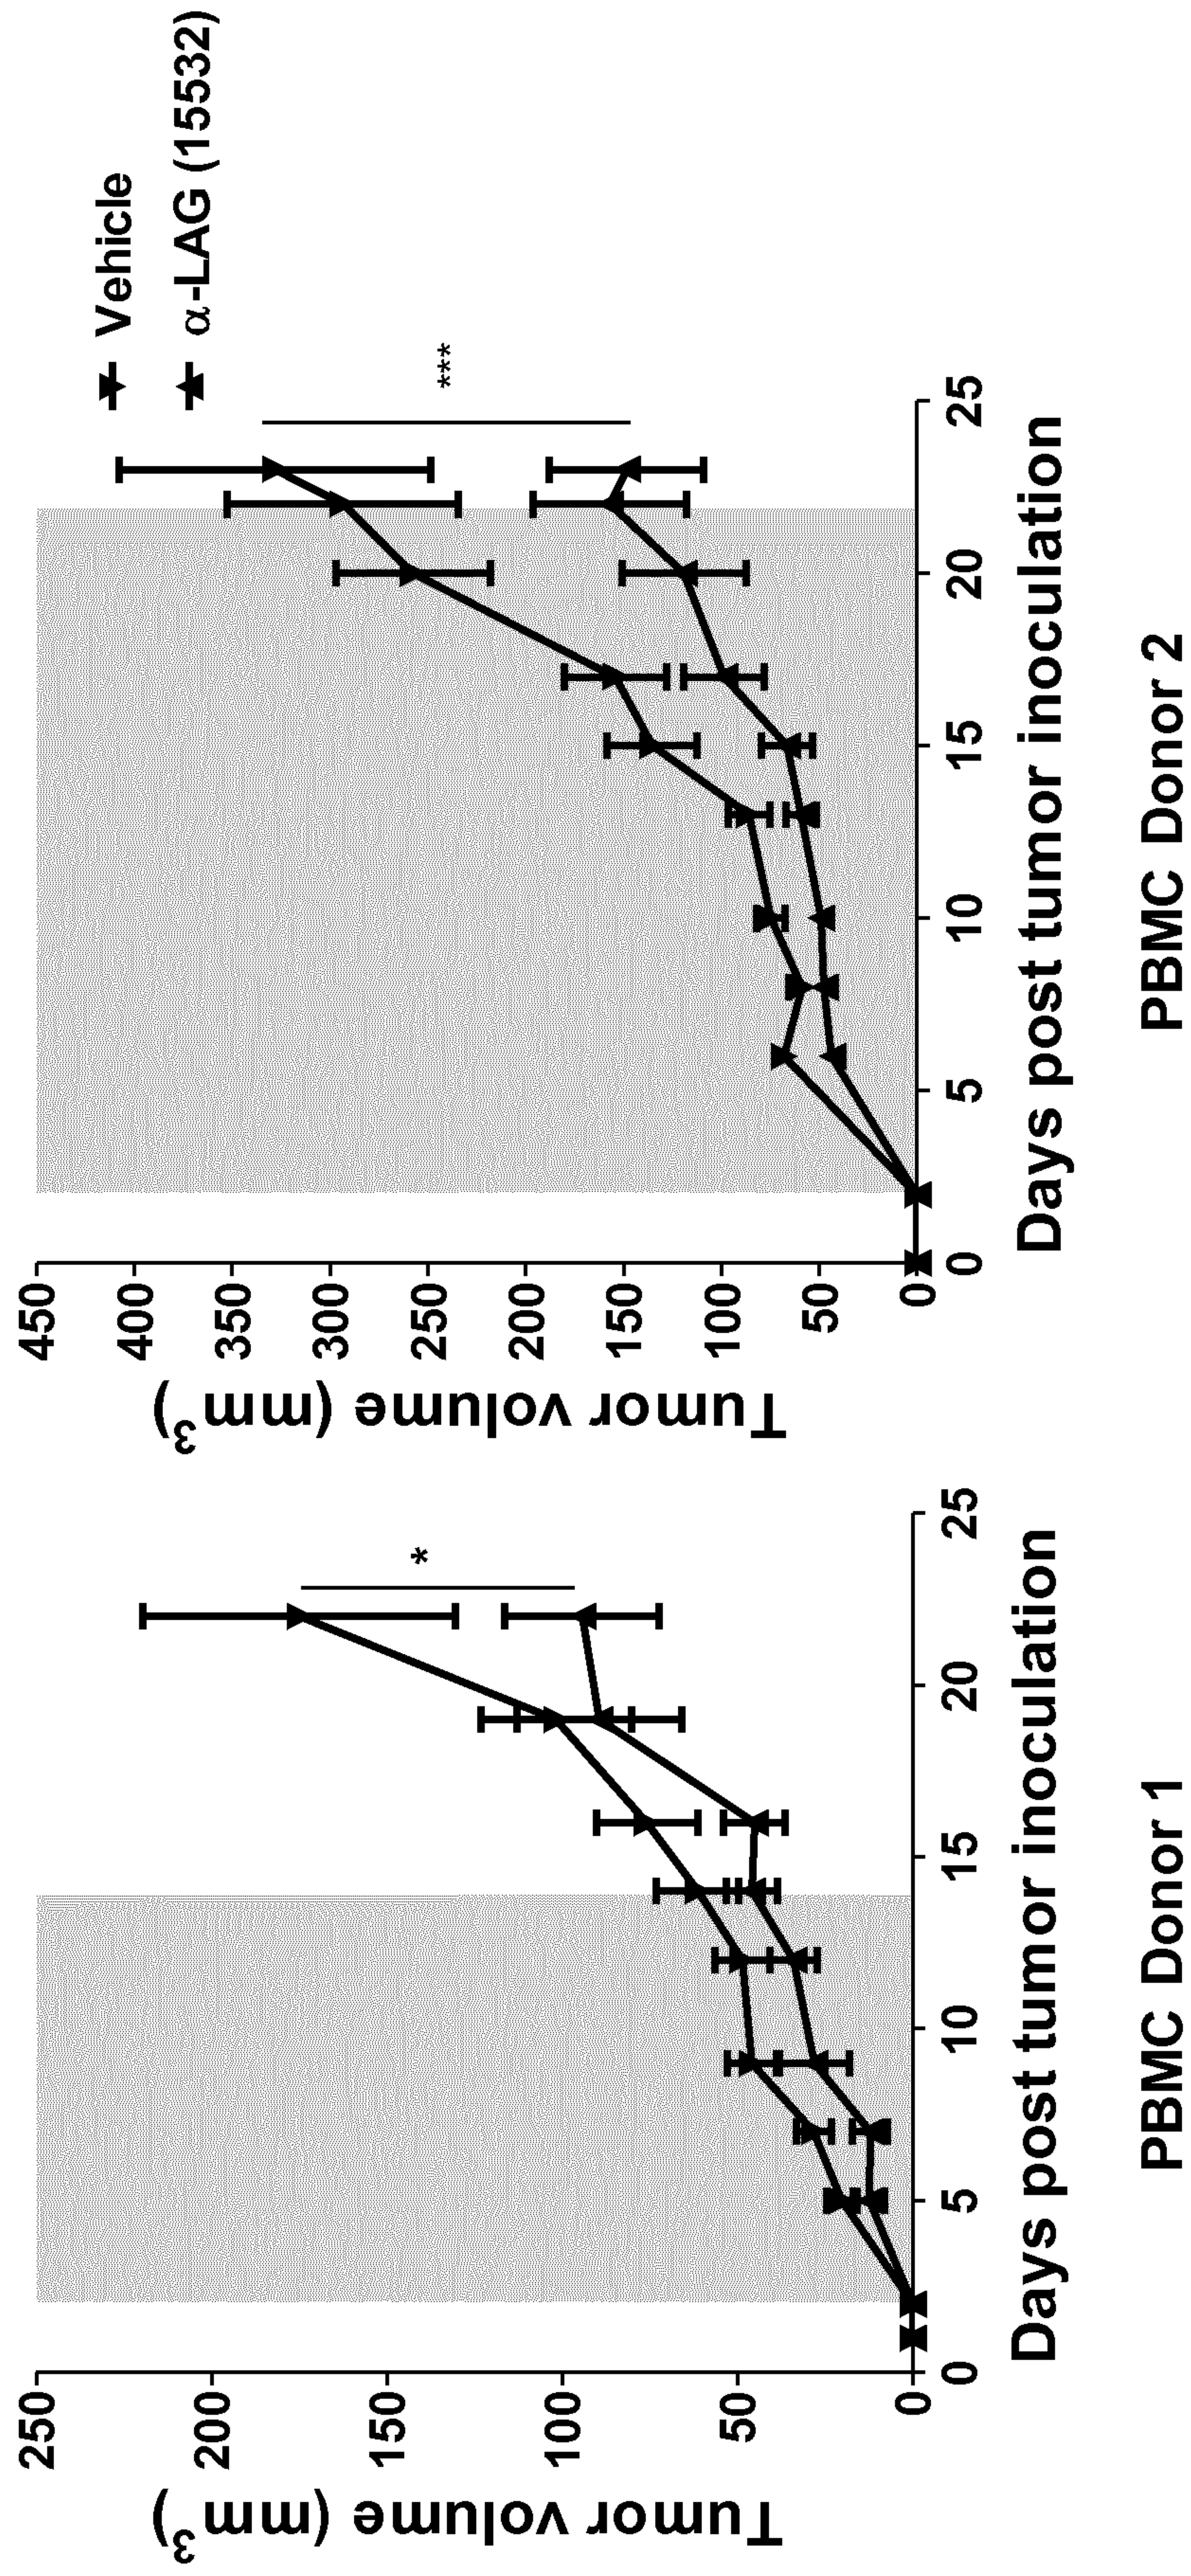 Tumor volume (mm3)
250
200
150
100
50
0
0 5 10 15 20 25
*
Days post tumor inoculation
PBMC Donor 1
Tumor volume (mm3)
450
400
350
300
250
200
150
100
50
0
0 5 10 15 20 25
***
Days post tumor inoculation
PBMC Donor 2
Vehicle
α-LAG (15532)